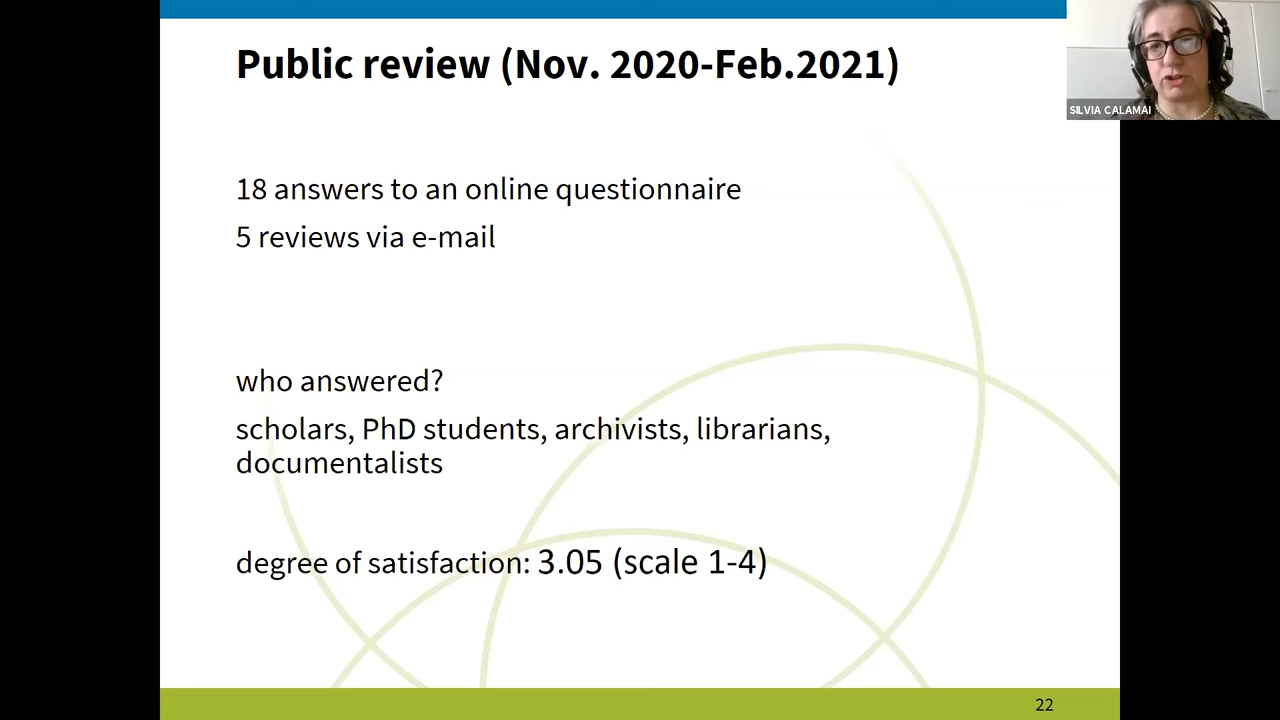 Public review (Nov. 2020-Feb.2021)
SILVIA CALAMAI
18 answers to an online questionnaire
5 reviews via e-mail
who answered?
scholars, PhD students, archivists, librarians,
documentalists
degree of satisfaction: 3.05 (scale 1-4)
22